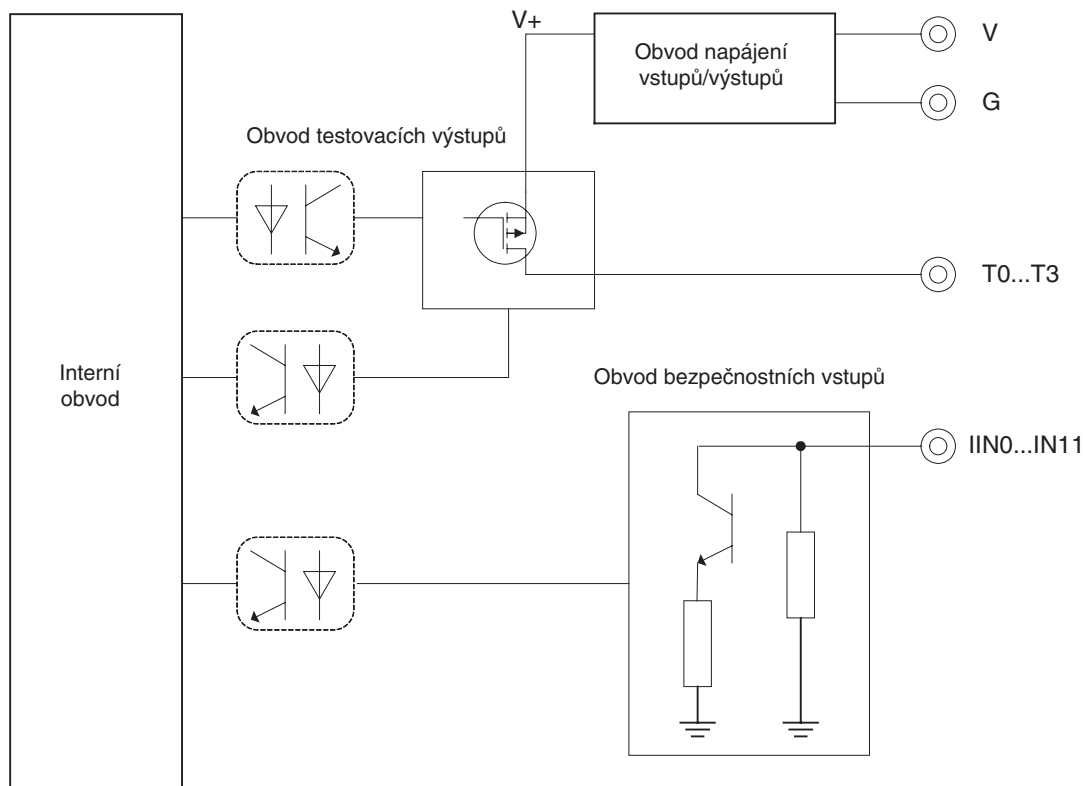 V+
V
Obvod napájení
vstupů/výstupů
G
Obvod testovacích výstupů
T0...T3
Interní
obvod
Obvod bezpečnostních vstupů
IIN0...IN11